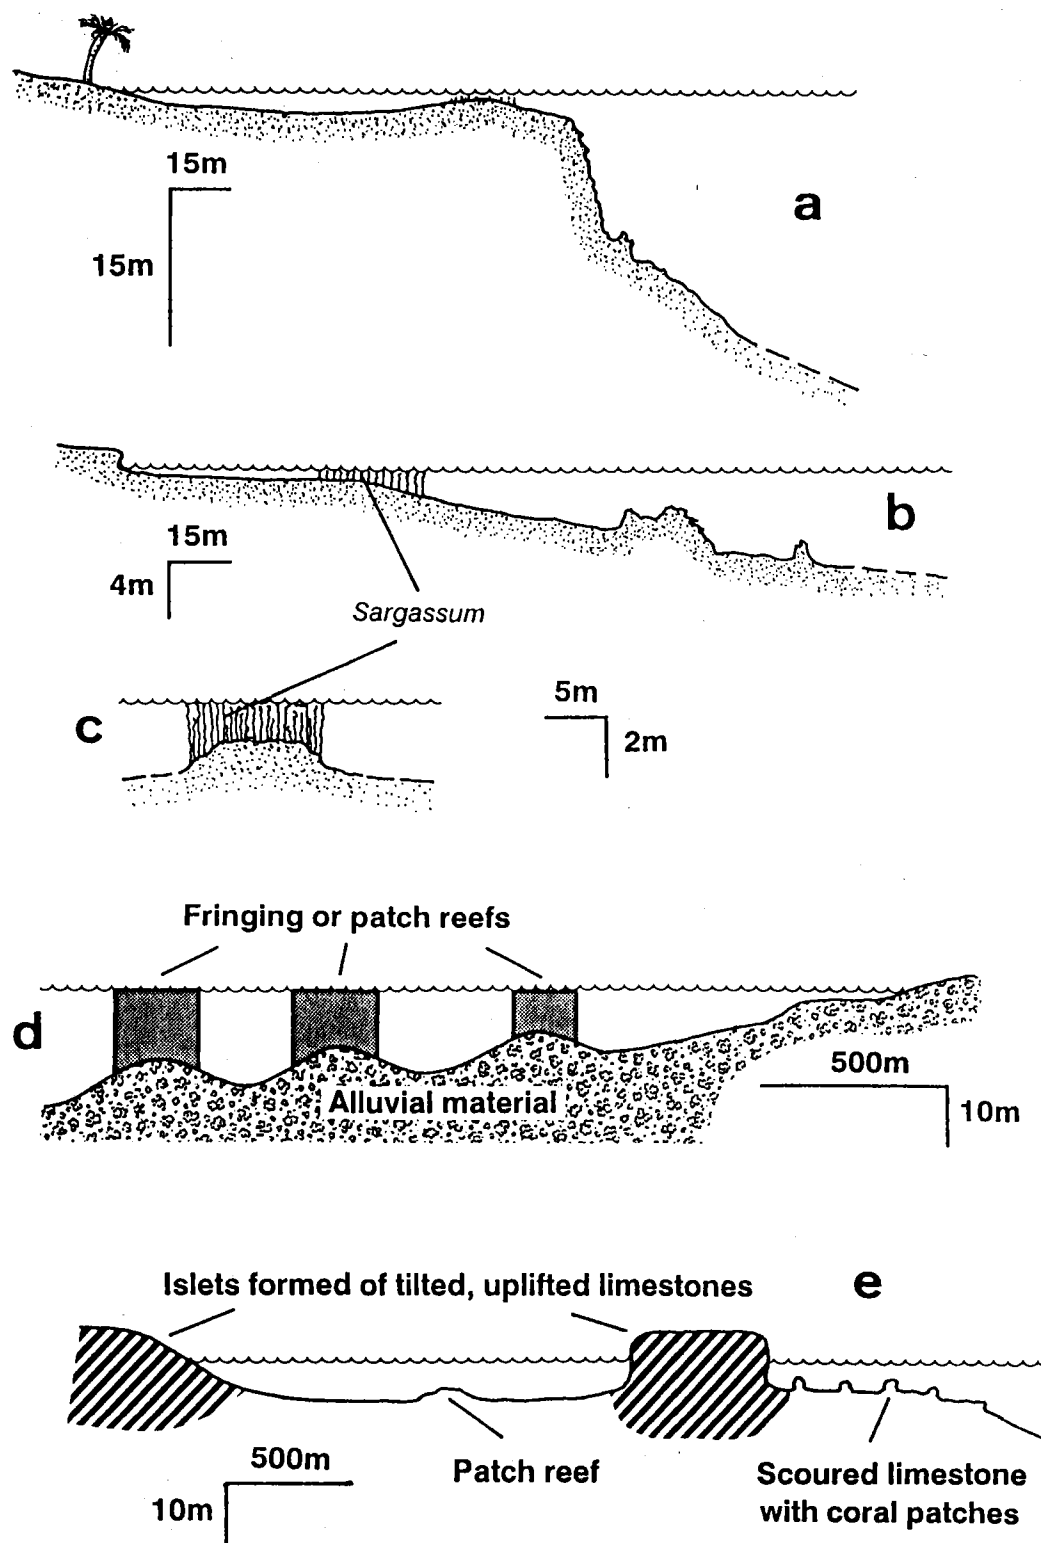 15m
15m
a
15m
4m
b
Sargassum
c
5m
2m
Fringing or patch reefs
d
Alluvial material
500m
10m
Islets formed of tilted, uplifted limestones
e
500m
10m
Patch reef
Scoured limestone
with coral patches